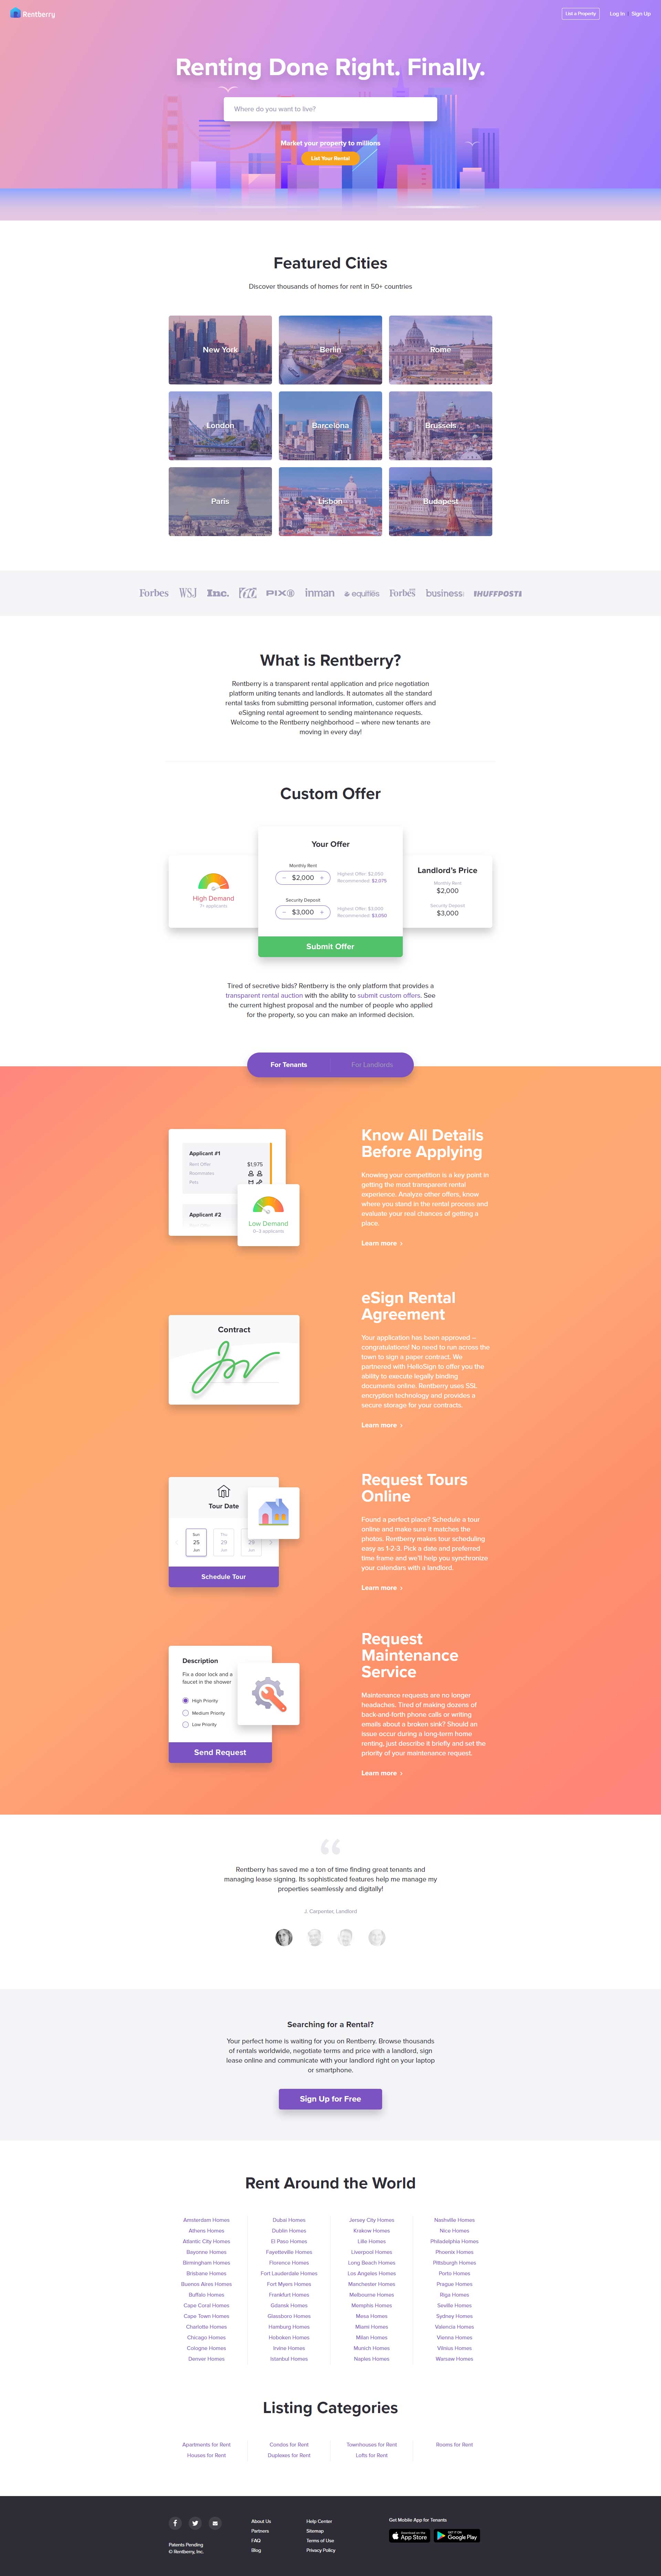 Rentberry
List a Property
Log In
Sign Up
Renting Done Right. Finally.
Where do you want to live?
Market your property to millions
List Your Rental
Featured Cities
Discover thousands of homes for rent in 50+ countries
New York
Berlin
Rome
London
Barcelona
Brussels
Paris
Lisbon
Budapest
Forbes
WSJ
Inc.
inman
equities
Forbes
business:
HUFFPOST
What is Rentberry?
Rentberry is a transparent rental application and price negotiation
platform uniting tenants and landlords. It automates all the standard
rental tasks from submitting personal information, customer offers and
eSigning rental agreement to sending maintenance requests.
Welcome to the Rentberry neighborhood – where new tenants are
moving in every day!
Custom Offer
High Demand
7+ applicants
Your Offer
Monthly Rent
− $2,000 +
Highest Offer: $2,050
Recommended: $2,075
Security Deposit
− $3,000 +
Highest Offer: $3,000
Recommended: $3,050
Submit Offer
Landlord's Price
Monthly Rent
$2,000
Security Deposit
$3,000
Tired of secretive bids? Rentberry is the only platform that provides a
transparent rental auction with the ability to submit custom offers. See
the current highest proposal and the number of people who applied
for the property, so you can make an informed decision.
For Tenants
For Landlords
Applicant #1
Rent Offer
$1,975
Roommates
Pets
Applicant #2
Low Demand
0–3 applicants
Know All Details
Before Applying
Knowing your competition is a key point in
getting the most transparent rental
experience. Analyze other offers, know
where you stand in the rental process and
evaluate your real chances of getting a
place.
Learn more ›
Contract
eSign Rental
Agreement
Your application has been approved –
congratulations! No need to run across the
town to sign a paper contract. We
partnered with HelloSign to offer you the
ability to execute legally binding
documents online. Rentberry uses SSL
encryption technology and provides a
secure storage for your contracts.
Learn more ›
Tour Date
Sun
25
Jun
Thu
29
Jun
Schedule Tour
Request Tours
Online
Found a perfect place? Schedule a tour
online and make sure it matches the
photos. Rentberry makes tour scheduling
easy as 1-2-3. Pick a date and preferred
time frame and we'll help you synchronize
your calendars with a landlord.
Learn more ›
Description
Fix a door lock and a
faucet in the shower
High Priority
Medium Priority
Low Priority
Send Request
Request
Maintenance
Service
Maintenance requests are no longer
headaches. Tired of making dozens of
back-and-forth phone calls or writing
emails about a broken sink? Should an
issue occur during a long-term home
renting, just describe it briefly and set the
priority of your maintenance request.
Learn more ›
Rentberry has saved me a ton of time finding great tenants and
managing lease signing. Its sophisticated features help me manage my
properties seamlessly and digitally!
J. Carpenter, Landlord
Searching for a Rental?
Your perfect home is waiting for you on Rentberry. Browse thousands
of rentals worldwide, negotiate terms and price with a landlord, sign
lease online and communicate with your landlord right on your laptop
or smartphone.
Sign Up for Free
Rent Around the World
Amsterdam Homes
Athens Homes
Atlantic City Homes
Bayonne Homes
Birmingham Homes
Brisbane Homes
Buenos Aires Homes
Buffalo Homes
Cape Coral Homes
Cape Town Homes
Charlotte Homes
Chicago Homes
Cologne Homes
Denver Homes
Dubai Homes
Dublin Homes
El Paso Homes
Fayetteville Homes
Florence Homes
Fort Lauderdale Homes
Fort Myers Homes
Frankfurt Homes
Gdansk Homes
Glassboro Homes
Hamburg Homes
Hoboken Homes
Irvine Homes
Istanbul Homes
Jersey City Homes
Krakow Homes
Lille Homes
Liverpool Homes
Long Beach Homes
Los Angeles Homes
Manchester Homes
Melbourne Homes
Memphis Homes
Mesa Homes
Miami Homes
Milan Homes
Munich Homes
Naples Homes
Nashville Homes
Nice Homes
Philadelphia Homes
Phoenix Homes
Pittsburgh Homes
Porto Homes
Prague Homes
Riga Homes
Seville Homes
Sydney Homes
Valencia Homes
Vienna Homes
Vilnius Homes
Warsaw Homes
Listing Categories
Apartments for Rent
Houses for Rent
Condos for Rent
Duplexes for Rent
Townhouses for Rent
Lofts for Rent
Rooms for Rent
Patents Pending
© Rentberry, Inc.
About Us
Partners
FAQ
Blog
Help Center
Sitemap
Terms of Use
Privacy Policy
Get Mobile App for Tenants
Download on the
App Store
GET IT ON
Google Play